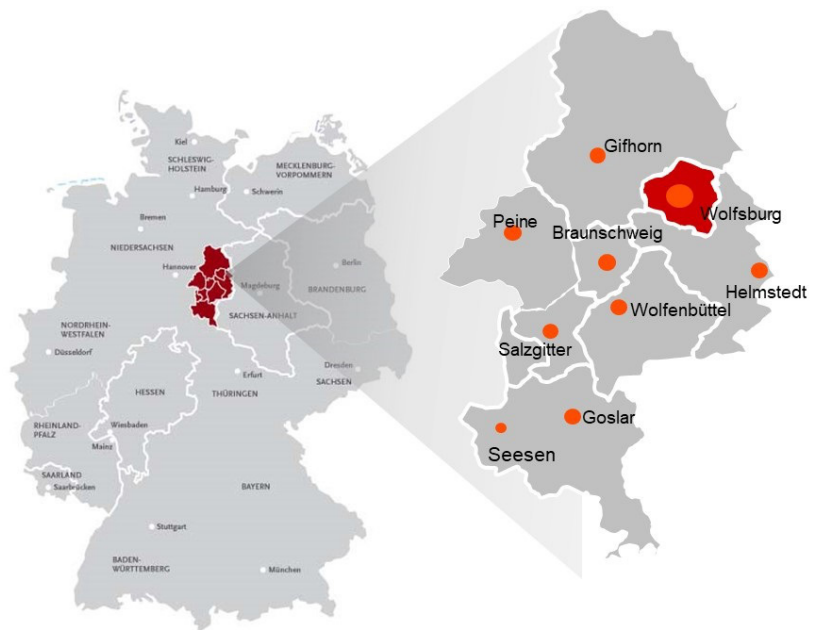 Kiel
SCHLESWIG-
HOLSTEIN
MECKLENBURG-
VORPOMMERN
Hamburg
Schwerin
Bremen
NIEDERSACHSEN
Hannover
Berlin
Magdeburg
BRANDENBURG
SACHSEN-ANHALT
NORDRHEIN-
WESTFALEN
Düsseldorf
Dresden
SACHSEN
Erfurt
THÜRINGEN
HESSEN
RHEINLAND-
PFALZ
Wimbaden
Mainz
SAARLAND
Saarbrücken
BAYERN
Stuttgart
BADEN-
WÜRTTEMBERG
München
Gifhorn
Wolfsburg
Peine
Braunschweig
Helmstedt
Wolfenbüttel
Salzgitter
Goslar
Seesen